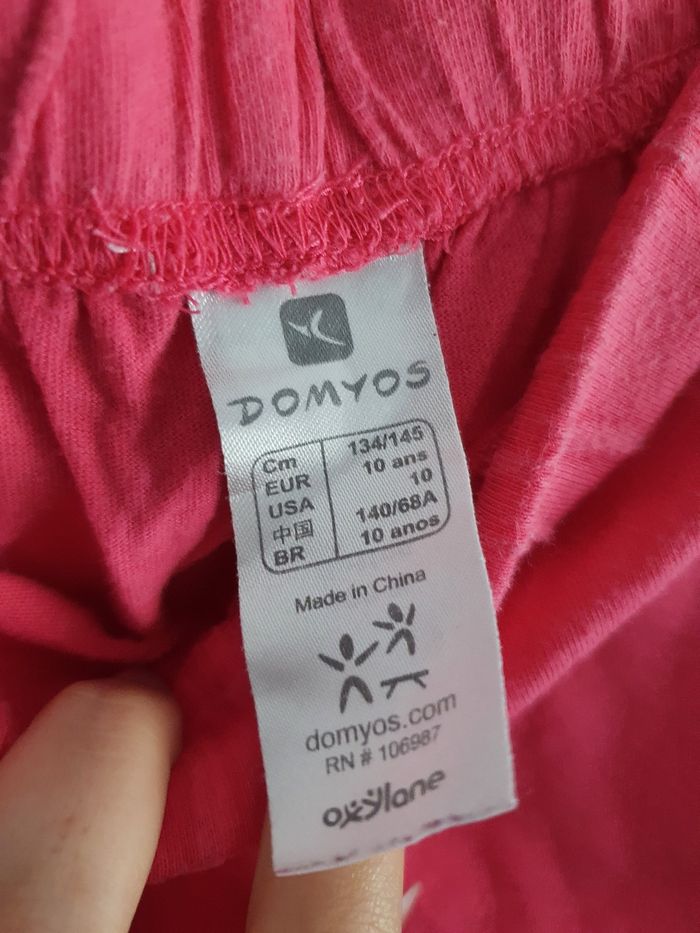 DOMYOS
Cm 134/145
EUR 10 ans
USA 10
中国 140/68A
BR 10 anos
Made in China
domyos.com
RN # 106987
oxylane